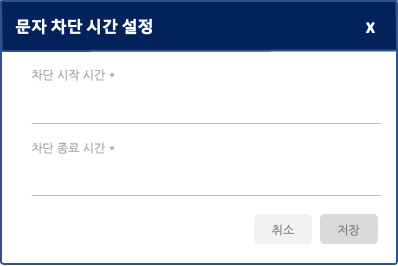 문자 차단 시간 설정 x
차단 시작 시간 *
차단 종료 시간 *
취소 저장